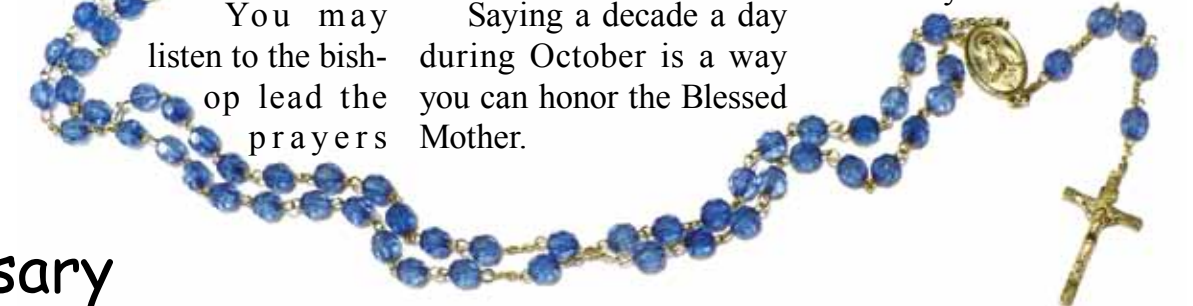 You may
listen to the bish-
op lead the
prayers
Saying a decade a day
during October is a way
you can honor the Blessed
Mother.
sary